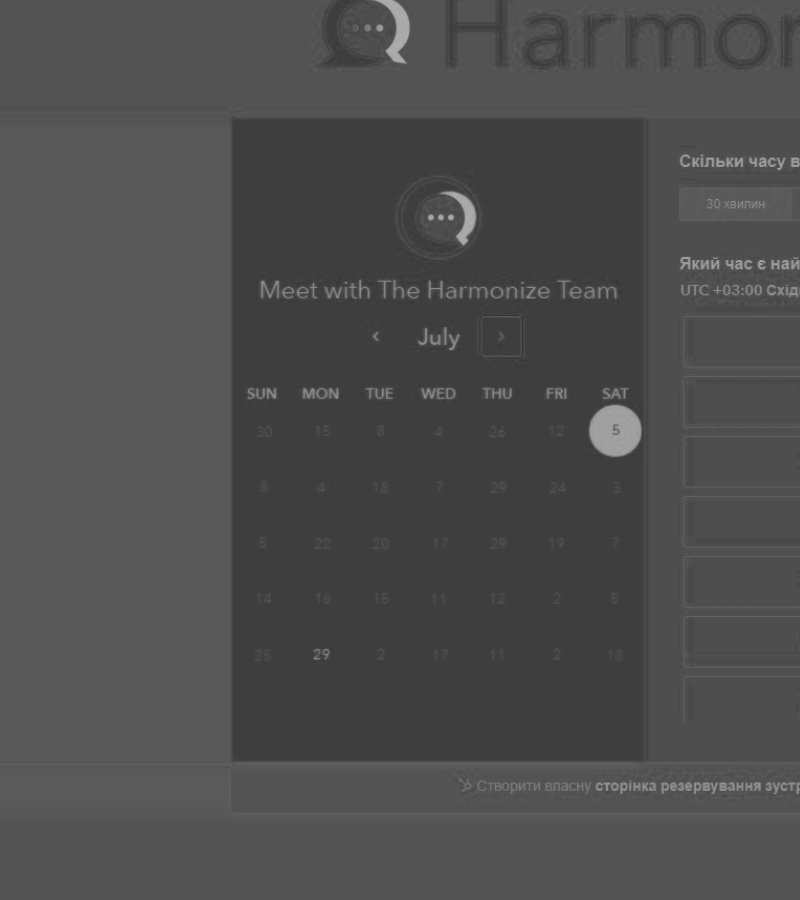 Harmon
Скільки часу в
30 хвилин
Meet with The Harmonize Team
Який час є най
UTC +03:00 Східн
July
SUN MON TUE WED THU FRI SAT
30 15 8 4 26 12 5
8 4 18 7 29 24 3
5 22 20 17 29 19 7
14 16 15 11 12 2 5
25 29 2 17 11 2 18
Створити власну сторінка резервування зустр